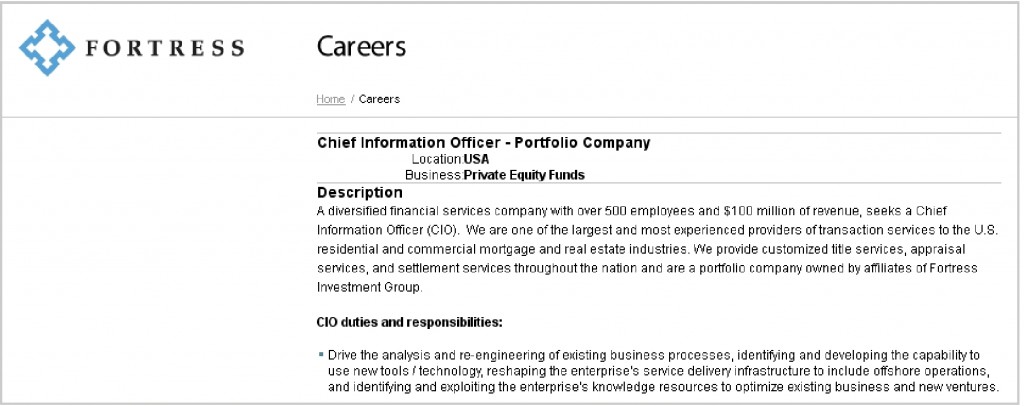 FORTRESS
Careers
Home / Careers
Chief Information Officer - Portfolio Company
Location:USA
Business:Private Equity Funds
Description
A diversified financial services company with over 500 employees and $100 million of revenue, seeks a Chief
Information Officer (CIO). We are one of the largest and most experienced providers of transaction services to the U.S.
residential and commercial mortgage and real estate industries. We provide customized title services, appraisal
services, and settlement services throughout the nation and are a portfolio company owned by affiliates of Fortress
Investment Group.
CIO duties and responsibilities:
▪ Drive the analysis and re-engineering of existing business processes, identifying and developing the capability to
use new tools / technology, reshaping the enterprise's service delivery infrastructure to include offshore operations,
and identifying and exploiting the enterprise's knowledge resources to optimize existing business and new ventures.